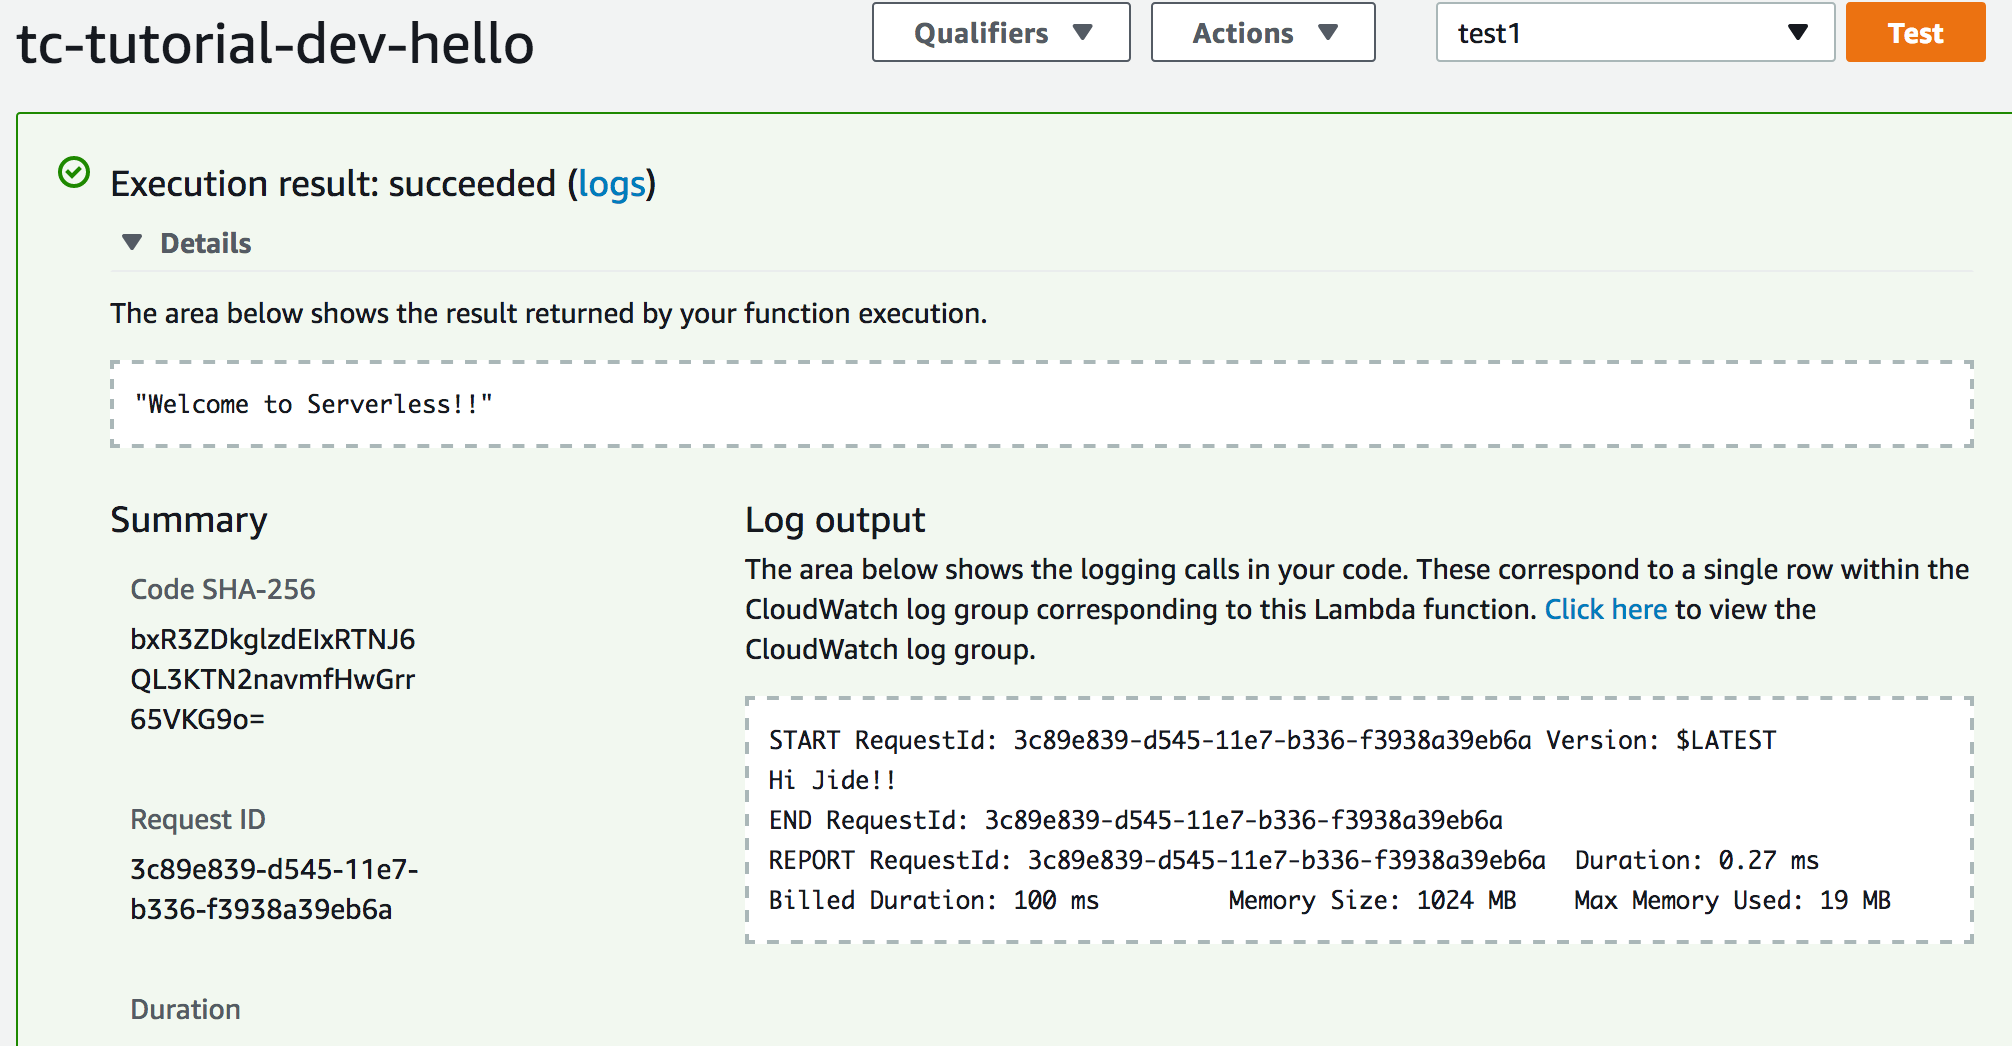 tc-tutorial-dev-hello
Qualifiers
Actions
test1
Test
Execution result: succeeded (logs)
Details
The area below shows the result returned by your function execution.
"Welcome to Serverless!!"
Summary
Code SHA-256
bxR3ZDkglzdEIxRTNJ6
QL3KTN2navmfHwGrr
65VKG9o=
Request ID
3c89e839-d545-11e7-
b336-f3938a39eb6a
Duration
Log output
The area below shows the logging calls in your code. These correspond to a single row within the
CloudWatch log group corresponding to this Lambda function. Click here to view the
CloudWatch log group.
START RequestId: 3c89e839-d545-11e7-b336-f3938a39eb6a Version: $LATEST
Hi Jide!!
END RequestId: 3c89e839-d545-11e7-b336-f3938a39eb6a
REPORT RequestId: 3c89e839-d545-11e7-b336-f3938a39eb6a Duration: 0.27 ms
Billed Duration: 100 ms Memory Size: 1024 MB Max Memory Used: 19 MB